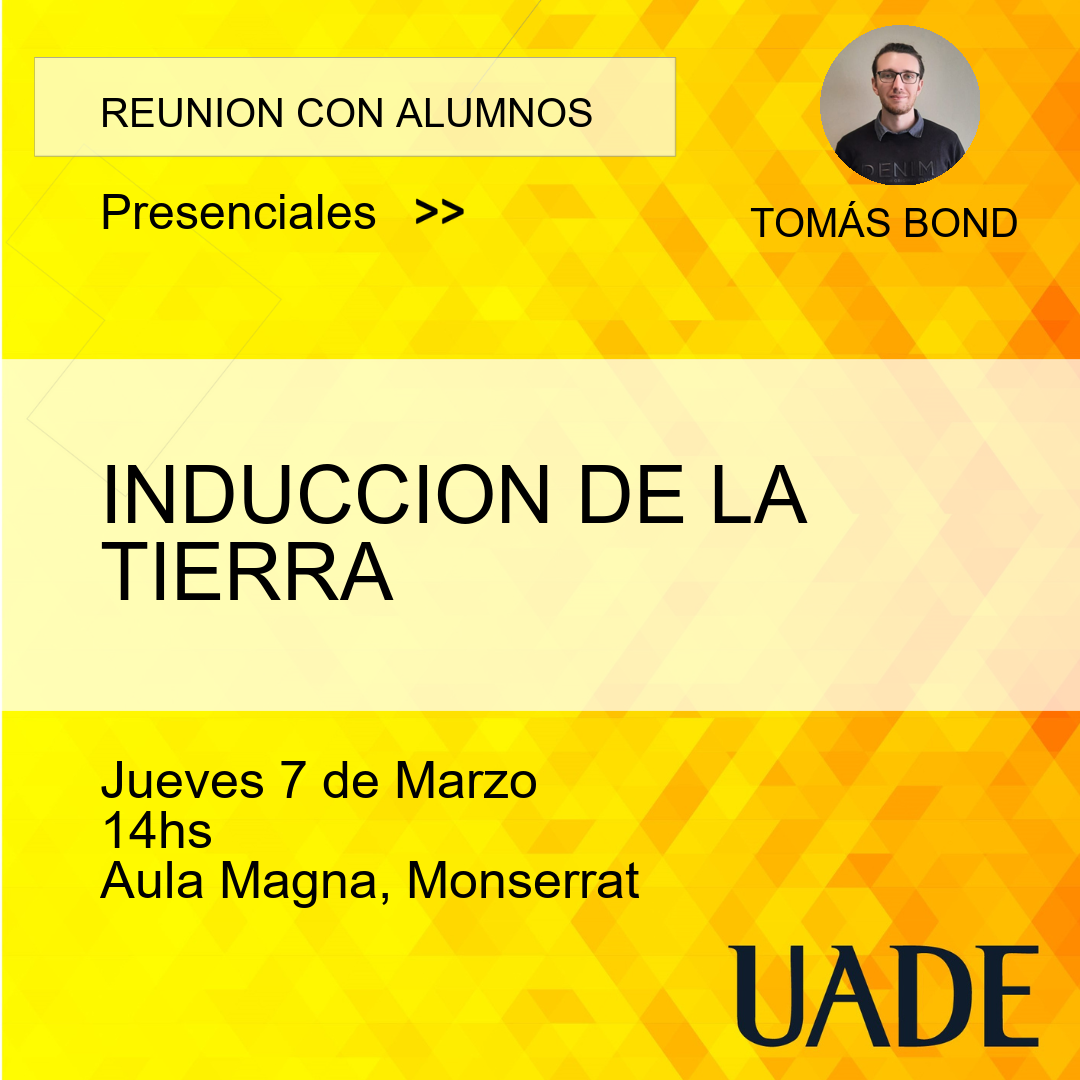 REUNION CON ALUMNOS
Presenciales >>
DENIM
TOMÁS BOND
INDUCCION DE LA
TIERRA
Jueves 7 de Marzo
14hs
Aula Magna, Monserrat
UADE